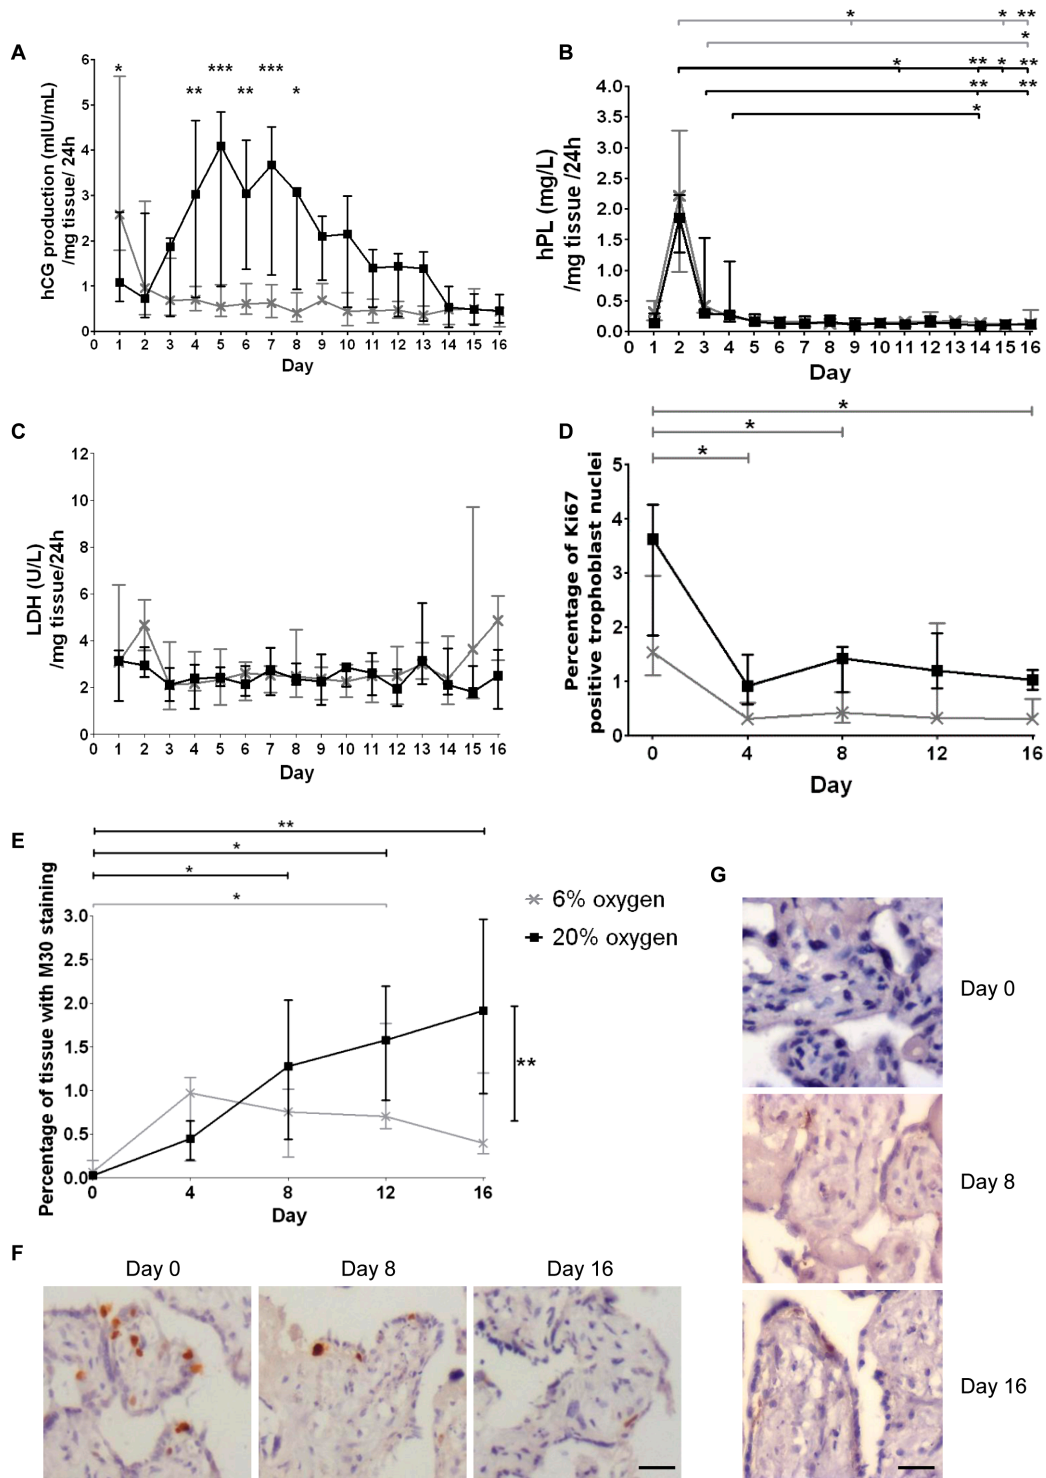 A
hCG production (mIU/mL)
/mg tissue/ 24h
6
5
4
3
2
1
0
* ** *** ** *** *
0 1 2 3 4 5 6 7 8 9 10 11 12 13 14 15 16
Day
B
* * **
*
* ** * **
** **
*
hPL (mg/L)
/mg tissue /24h
4.0
3.5
3.0
2.5
2.0
1.5
1.0
0.5
0.0
0 1 2 3 4 5 6 7 8 9 10 11 12 13 14 15 16
Day
C
LDH (U/L)
/mg tissue/24h
12
10
8
6
4
2
0
0 1 2 3 4 5 6 7 8 9 10 11 12 13 14 15 16
Day
D
*
*
*
Percentage of Ki67
positive trophoblast nuclei
5
4
3
2
1
0
0 4 8 12 16
Day
E
**
*
*
*
Percentage of tissue with M30 staining
3.0
2.5
2.0
1.5
1.0
0.5
0.0
**
0 4 8 12 16
Day
6% oxygen
20% oxygen
G
Day 0
Day 8
Day 16
F
Day 0 Day 8 Day 16